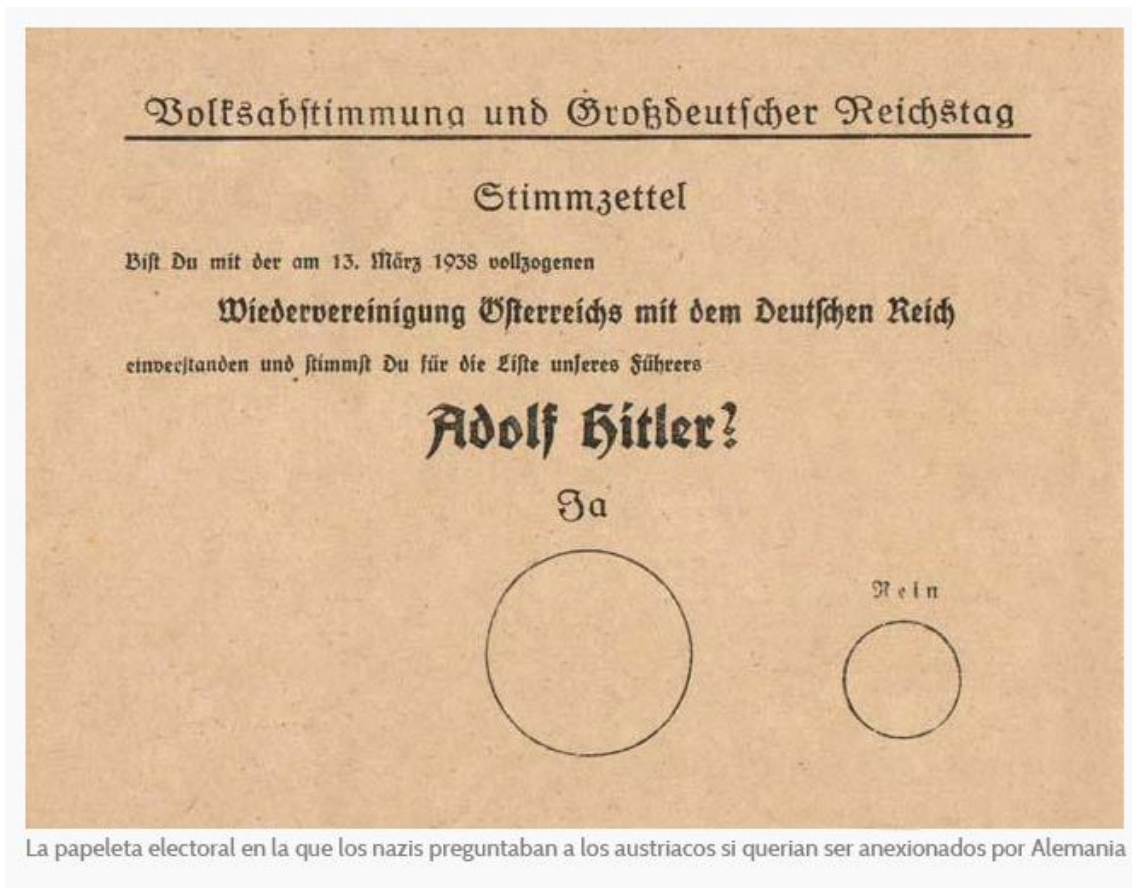 Volksabstimmung und Großdeutscher Reichstag
Stimmzettel
Bist Du mit der am 13. März 1938 vollzogenen
Wiedervereinigung Österreichs mit dem Deutschen Reich
einverstanden und stimmst Du für die Liste unseres Führers
Adolf Hitler?
Ja
Nein
La papeleta electoral en la que los nazis preguntaban a los austriacos si querian ser anexionados por Alemania